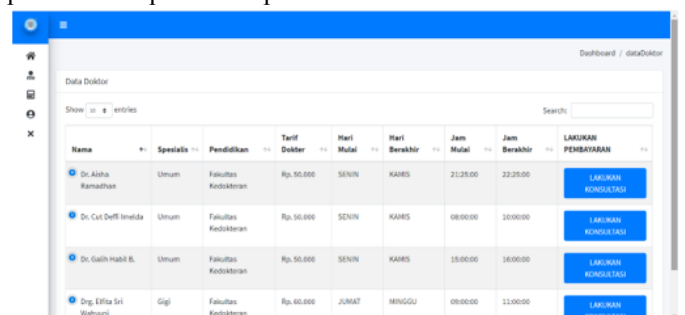 Dashboard / dataDoktor
Data Doktor
Show 10 entries
Search:
Nama Spesialis Pendidikan Tarif Dokter Hari Mulai Hari Berakhir Jam Mulai Jam Berakhir LAKUKAN PEMBAYARAN
Dr. Aisha Ramadhan Umum Fakultas Kedokteran Rp. 50.000 SENIN KAMIS 21:25:00 22:25:00 LAKUKAN KONSULTASI
Dr. Cut Deffi Imelda Umum Fakultas Kedokteran Rp. 50.000 SENIN KAMIS 08:00:00 10:00:00 LAKUKAN KONSULTASI
Dr. Galih Habil B. Umum Fakultas Kedokteran Rp. 50.000 SENIN KAMIS 15:00:00 16:00:00 LAKUKAN KONSULTASI
Drg. Elfita Sri Wahyuni Gigi Fakultas Kedokteran Rp. 60.000 JUMAT MINGGU 09:00:00 11:00:00 LAKUKAN